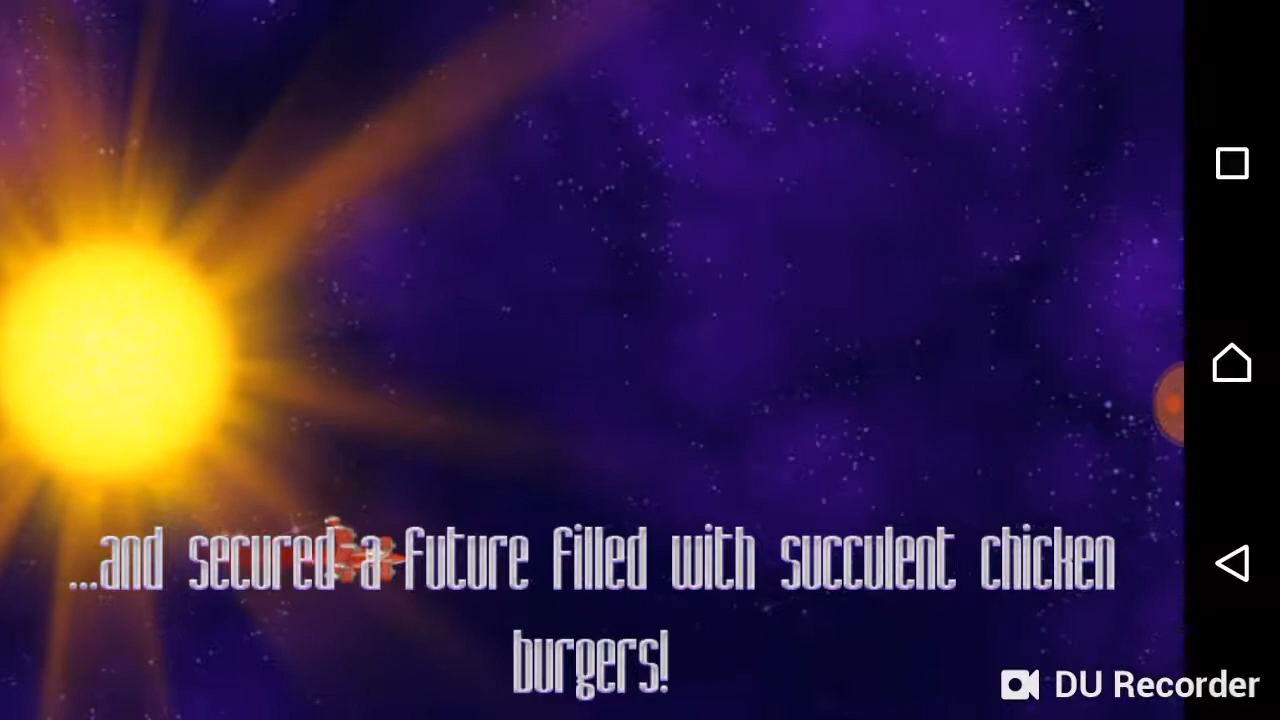 ...and secured a future filled with succulent chicken
burgers!
DU Recorder